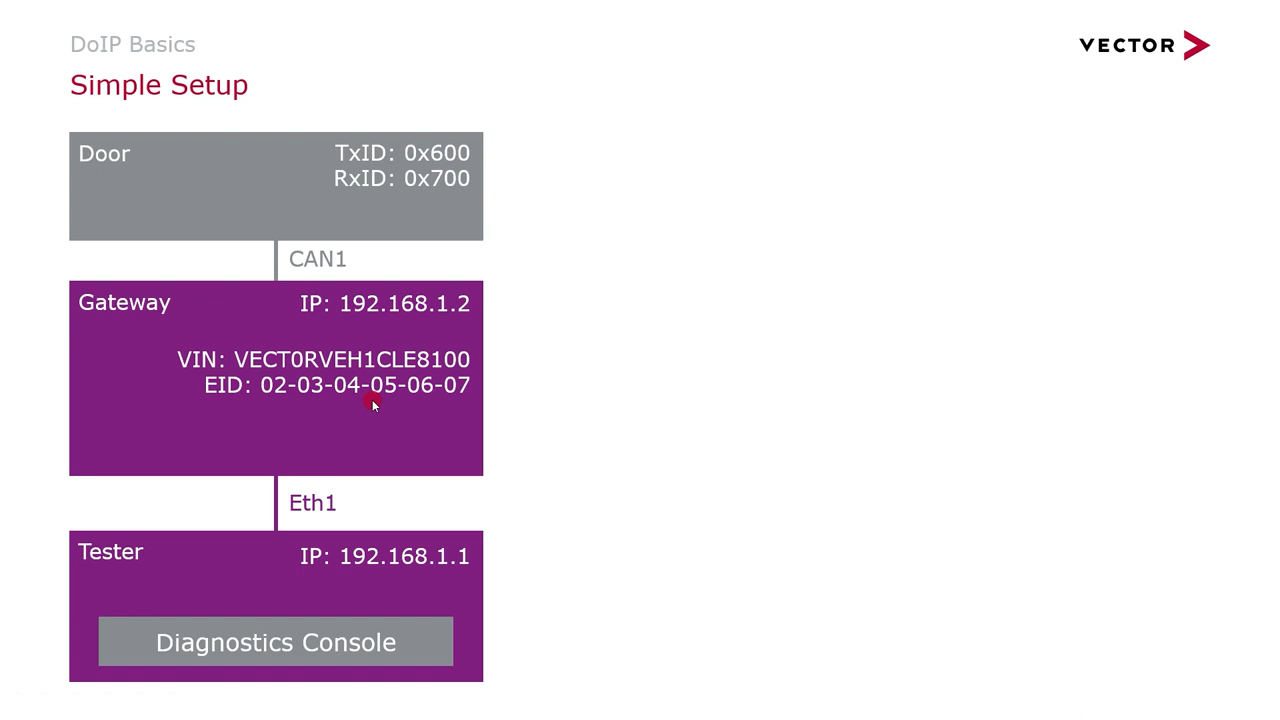 DoIP Basics
VECTOR
Simple Setup
Door
TxID: 0x600
RxID: 0x700
CAN1
Gateway
IP: 192.168.1.2
VIN: VECT0RVEH1CLE8100
EID: 02-03-04-05-06-07
Eth1
Tester
IP: 192.168.1.1
Diagnostics Console